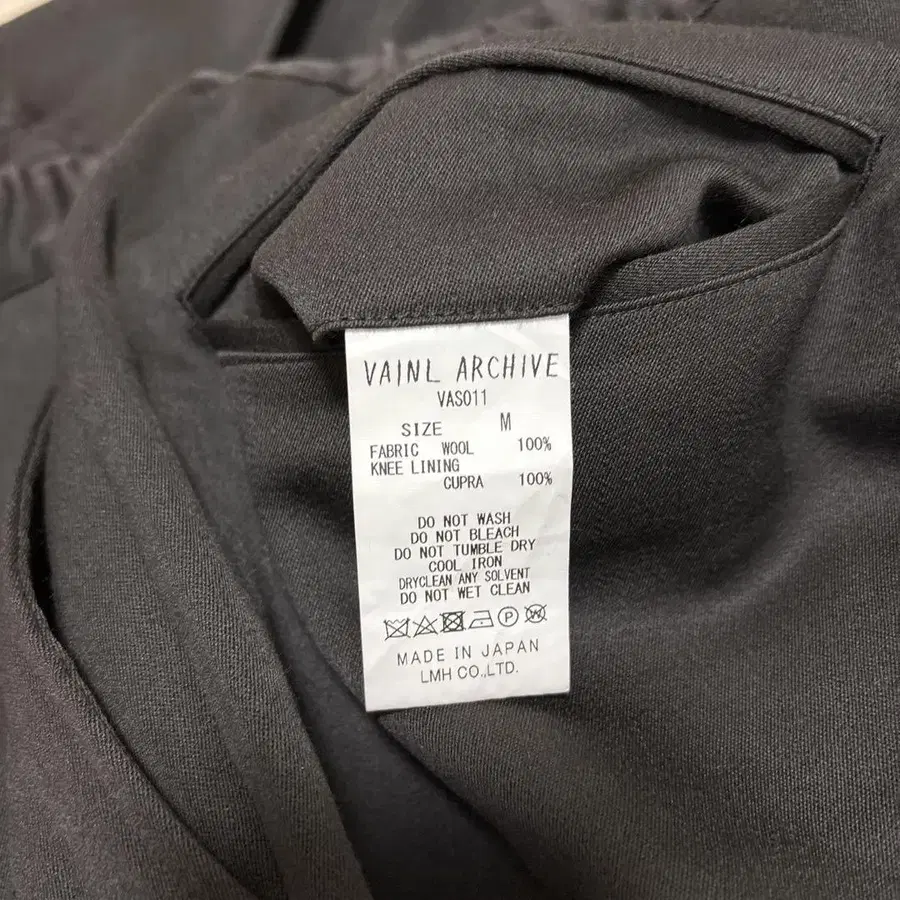 VAINL ARCHIVE
VAS011
SIZE M
FABRIC WOOL 100%
KNEE LINING
CUPRA 100%
DO NOT WASH
DO NOT BLEACH
DO NOT TUMBLE DRY
COOL IRON
DRYCLEAN ANY SOLVENT
DO NOT WET CLEAN
P
MADE IN JAPAN
LMH CO.,LTD.